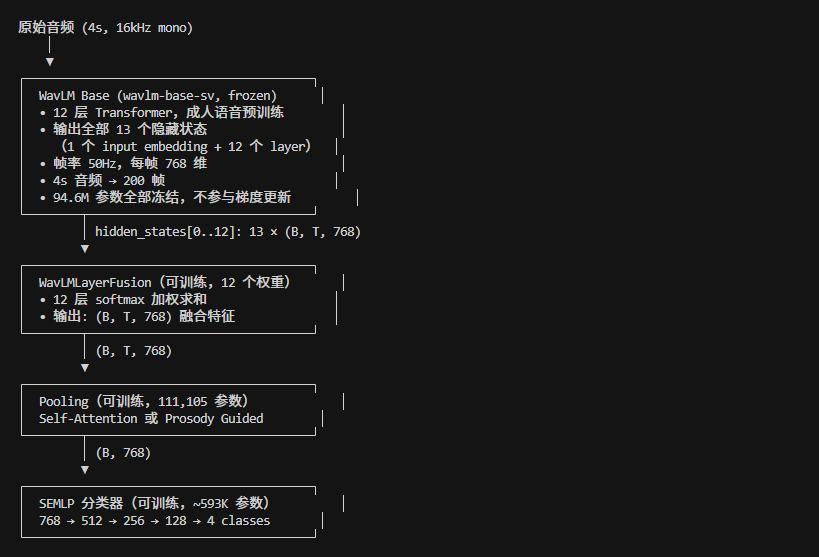 原始音频 (4s, 16kHz mono)
WavLM Base (wavlm-base-sv, frozen)
• 12 层 Transformer，成人语音预训练
• 输出全部 13 个隐藏状态
（1 个 input embedding + 12 个 layer）
• 帧率 50Hz，每帧 768 维
• 4s 音频 → 200 帧
• 94.6M 参数全部冻结，不参与梯度更新
hidden_states[0..12]: 13 × (B, T, 768)
WavLMLayerFusion（可训练，12 个权重）
• 12 层 softmax 加权求和
• 输出: (B, T, 768) 融合特征
(B, T, 768)
Pooling（可训练，111,105 参数）
Self-Attention 或 Prosody Guided
(B, 768)
SEMLP 分类器（可训练，~593K 参数）
768 → 512 → 256 → 128 → 4 classes